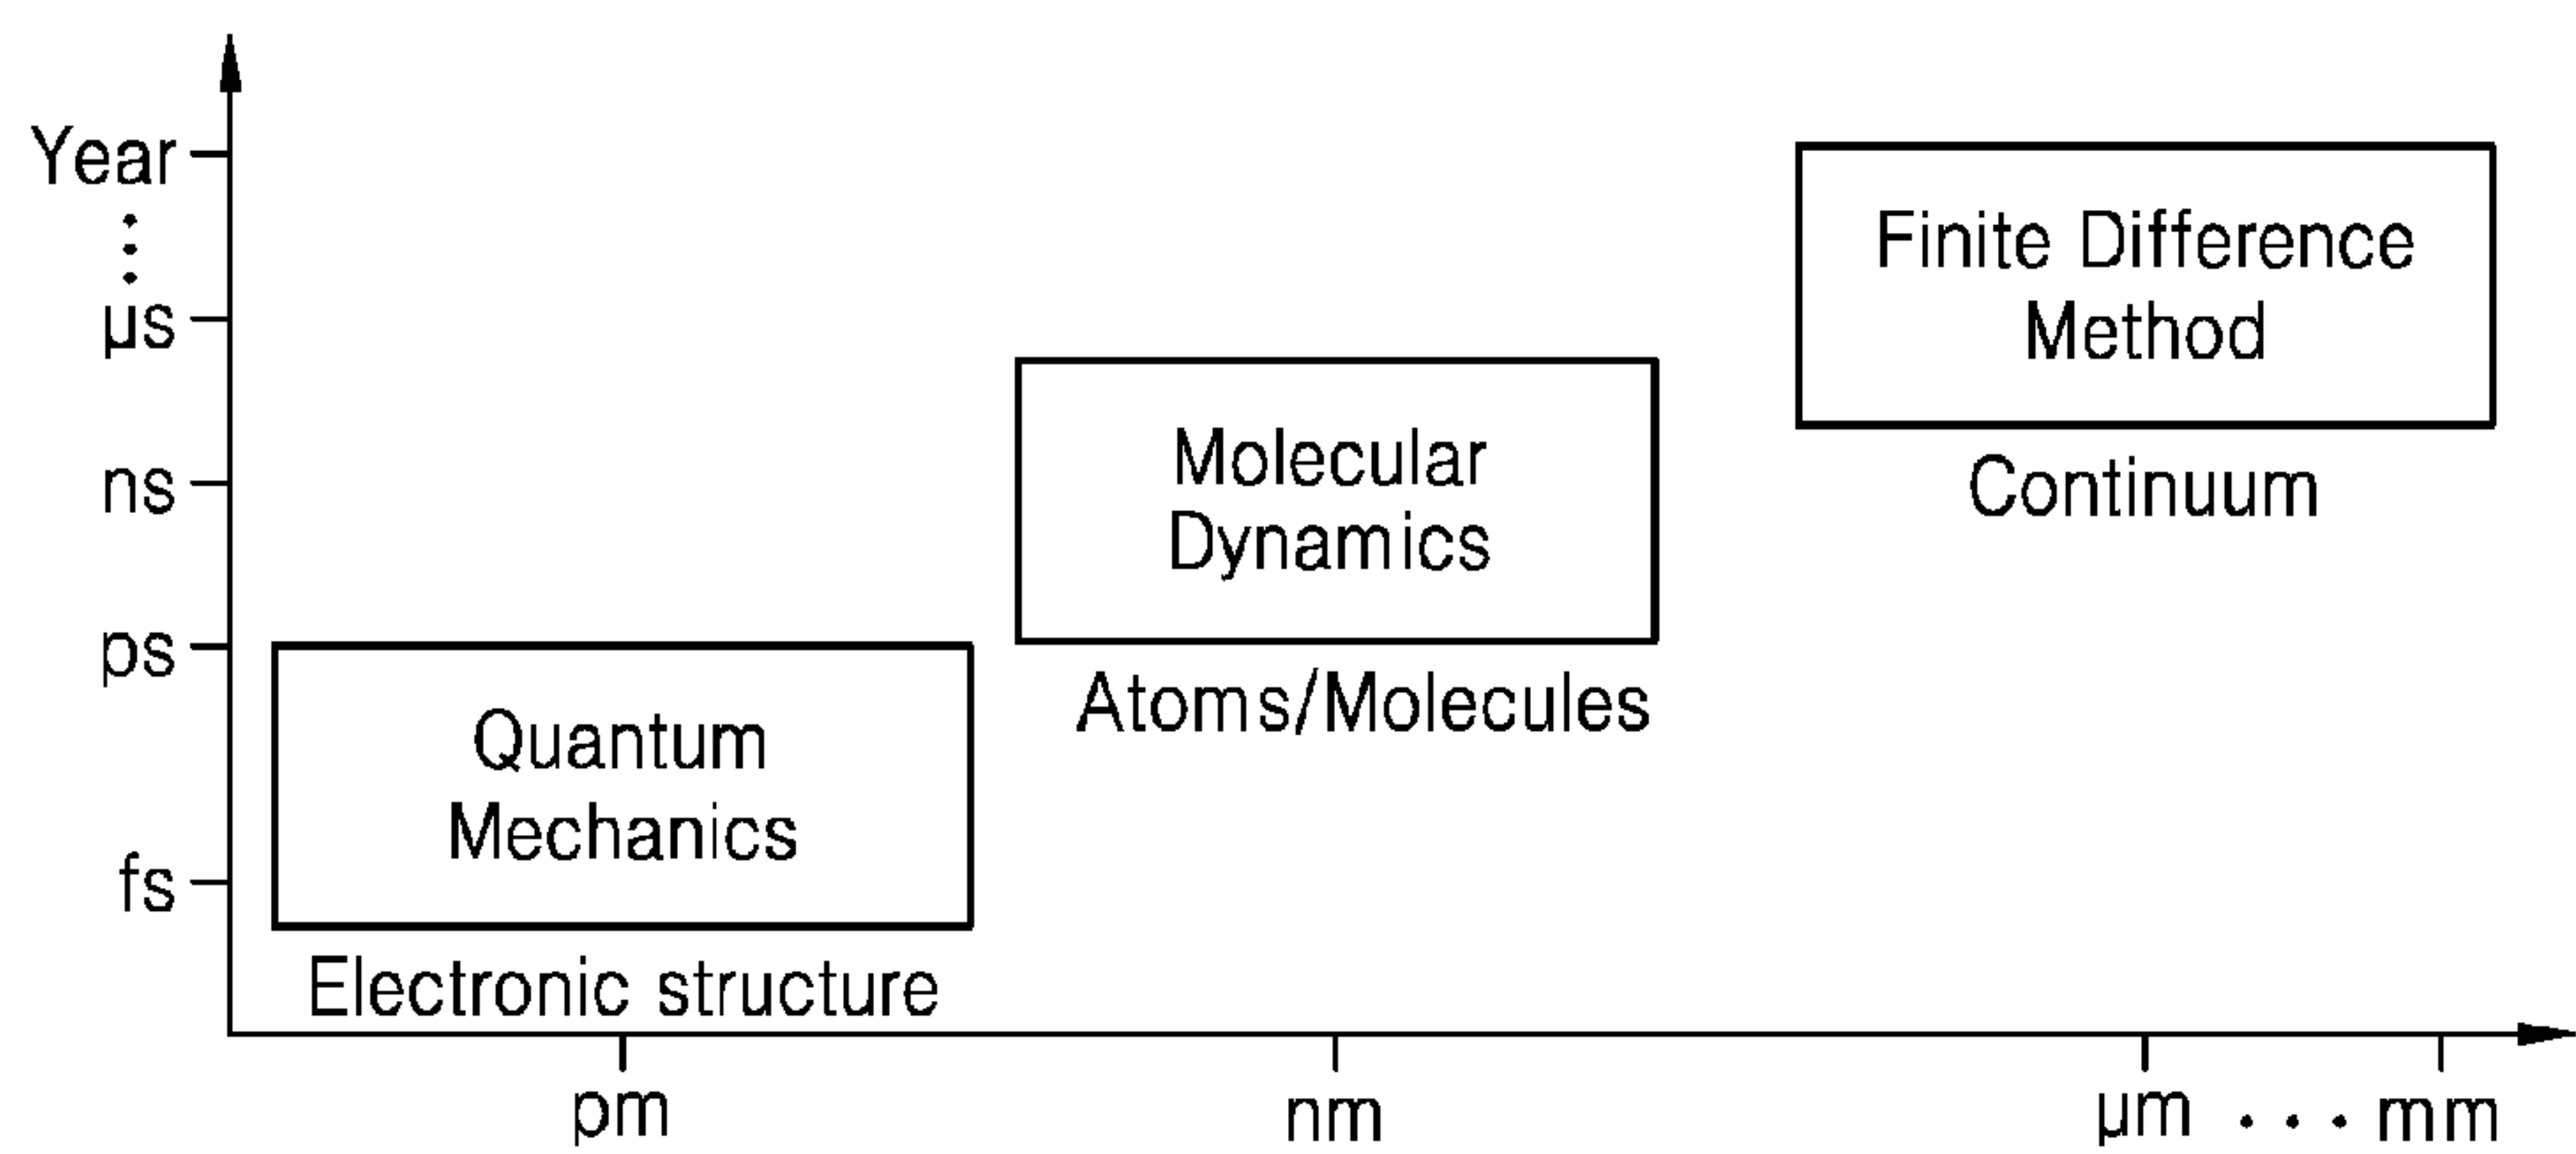 Year
µs
ns
ps
fs
Finite Difference
Method
Continuum
Molecular
Dynamics
Atoms/Molecules
Quantum
Mechanics
Electronic structure
pm
nm
µm ... mm